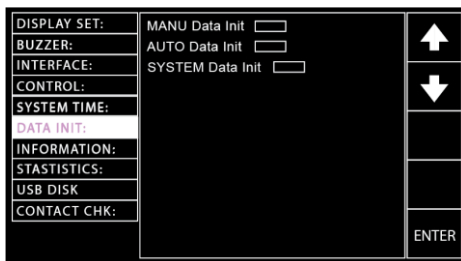 DISPLAY SET:
BUZZER:
INTERFACE:
CONTROL:
SYSTEM TIME:
DATA INIT:
INFORMATION:
STASTISTICS:
USB DISK
CONTACT CHK:
MANU Data Init
AUTO Data Init
SYSTEM Data Init
ENTER